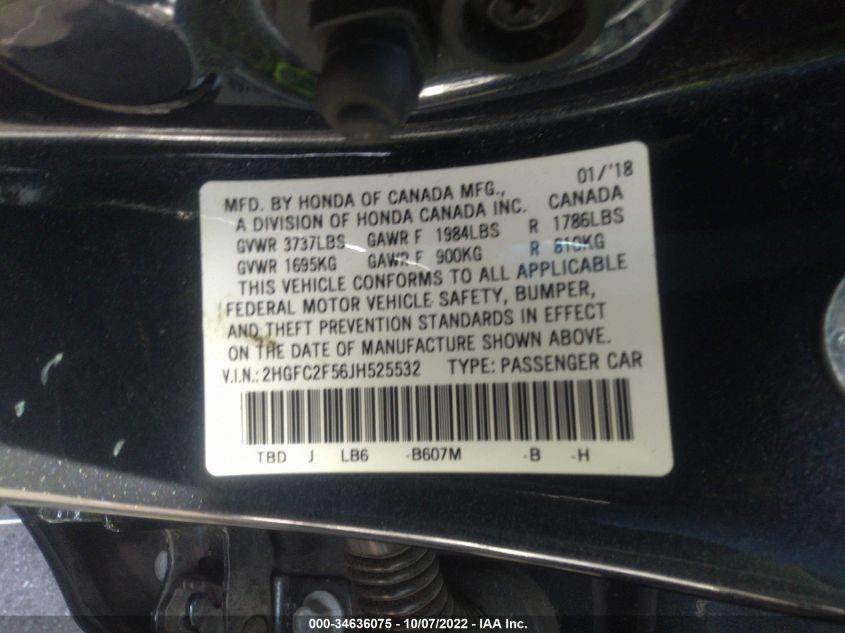 01/'18
MFD. BY HONDA OF CANADA MFG.,
A DIVISION OF HONDA CANADA INC. CANADA
GVWR 3737LBS GAWR F 1984LBS R 1786LBS
GVWR 1695KG GAWR F 900KG R 810KG
THIS VEHICLE CONFORMS TO ALL APPLICABLE
FEDERAL MOTOR VEHICLE SAFETY, BUMPER,
AND THEFT PREVENTION STANDARDS IN EFFECT
ON THE DATE OF MANUFACTURE SHOWN ABOVE.
V.I.N.: 2HGFC2F56JH525532 TYPE: PASSENGER CAR
TBD J LB6 -B607M -B -H
000-34636075 - 10/07/2022 - IAA Inc.